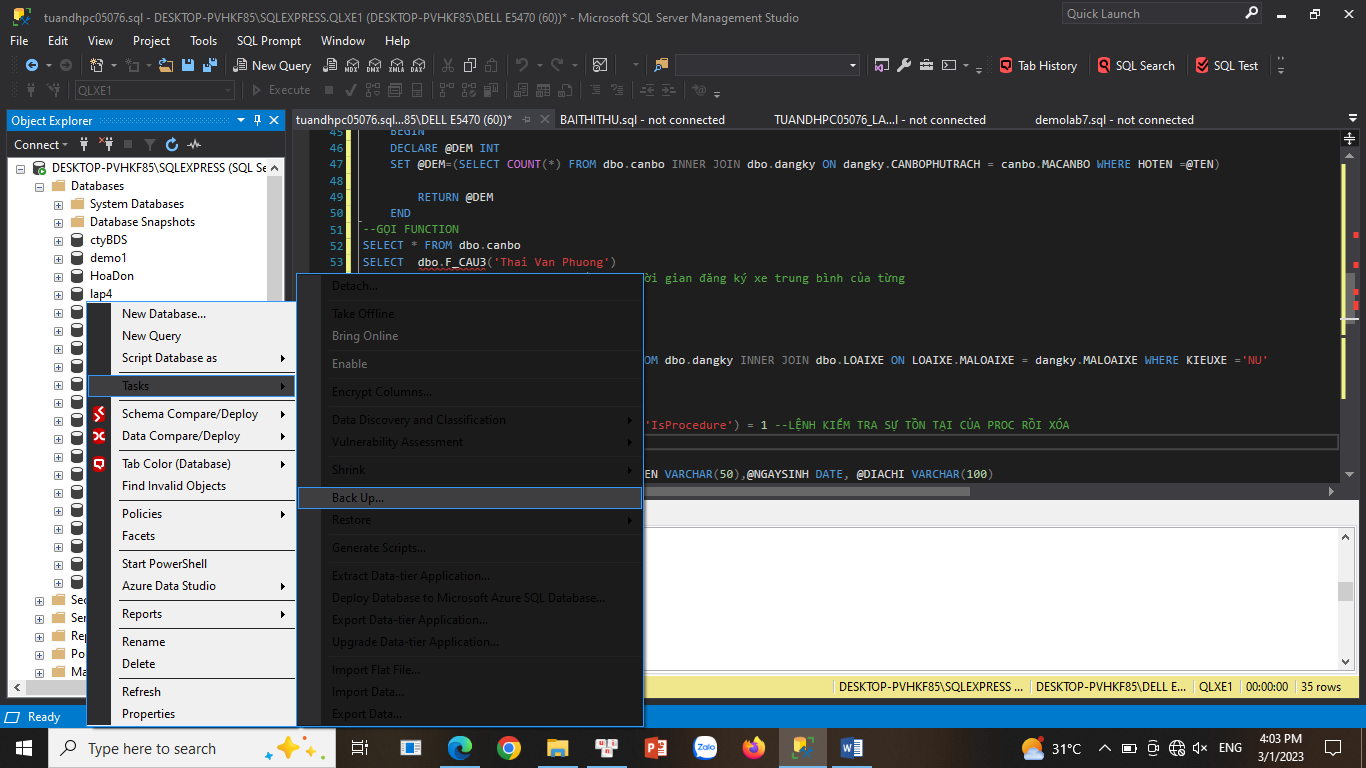 tuandhpc05076.sql - DESKTOP-PVHKF85\SQLEXPRESS.QLXE1 (DESKTOP-PVHKF85\DELL E5470 (60))* - Microsoft SQL Server Management Studio
Quick Launch
File Edit View Project Tools SQL Prompt Window Help
New Query MDX DMX XMLA DAX Tab History SQL Search SQL Test
QLXE1 Execute
Object Explorer
tuandhpc05076.sql...85\DELL E5470 (60))* BAITHITHU.sql - not connected TUANDHPC05076_LA...l - not connected demolab7.sql - not connected
Connect
DESKTOP-PVHKF85\SQLEXPRESS (SQL Se
Databases
System Databases
Database Snapshots
ctyBDS
demo1
HoaDon
lap4
Sec
Ser
Rep
Po
Ma
45 BEGIN
46 DECLARE @DEM INT
47 SET @DEM=(SELECT COUNT(*) FROM dbo.canbo INNER JOIN dbo.dangky ON dangky.CANBOPHUTRACH = canbo.MACANBO WHERE HOTEN =@TEN)
48
49 RETURN @DEM
50 END
51 --GỌI FUNCTION
52 SELECT * FROM dbo.canbo
53 SELECT dbo.F_CAU3('Thai Van Phuong')
ời gian đăng ký xe trung bình của từng
OM dbo.dangky INNER JOIN dbo.LOAIXE ON LOAIXE.MALOAIXE = dangky.MALOAIXE WHERE KIEUXE ='NU'
'IsProcedure') = 1 --LỆNH KIỂM TRA SỰ TỒN TẠI CỦA PROC RỒI XÓA
EN VARCHAR(50),@NGAYSINH DATE, @DIACHI VARCHAR(100)
New Database...
New Query
Script Database as
Tasks
Schema Compare/Deploy
Data Compare/Deploy
Tab Color (Database)
Find Invalid Objects
Policies
Facets
Start PowerShell
Azure Data Studio
Reports
Rename
Delete
Refresh
Properties
Detach...
Take Offline
Bring Online
Enable
Encrypt Columns...
Data Discovery and Classification
Vulnerability Assessment
Shrink
Back Up...
Restore
Generate Scripts...
Extract Data-tier Application...
Deploy Database to Microsoft Azure SQL Database...
Export Data-tier Application...
Upgrade Data-tier Application...
Import Flat File...
Import Data...
Export Data...
DESKTOP-PVHKF85\SQLEXPRESS ... DESKTOP-PVHKF85\DELL E... QLXE1 00:00:00 35 rows
Ready
Type here to search
Zalo
31°C ENG
4:03 PM
3/1/2023